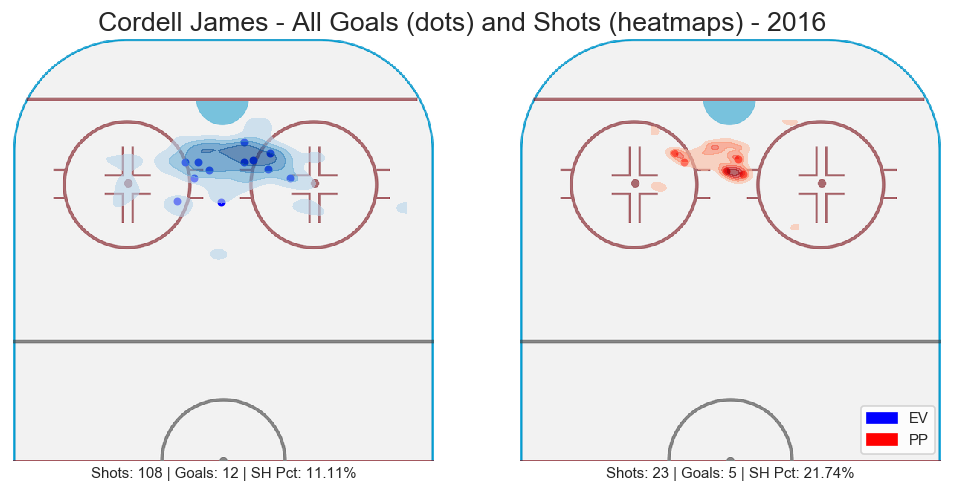 Cordell James - All Goals (dots) and Shots (heatmaps) - 2016
EV
PP
Shots: 108 | Goals: 12 | SH Pct: 11.11%
Shots: 23 | Goals: 5 | SH Pct: 21.74%